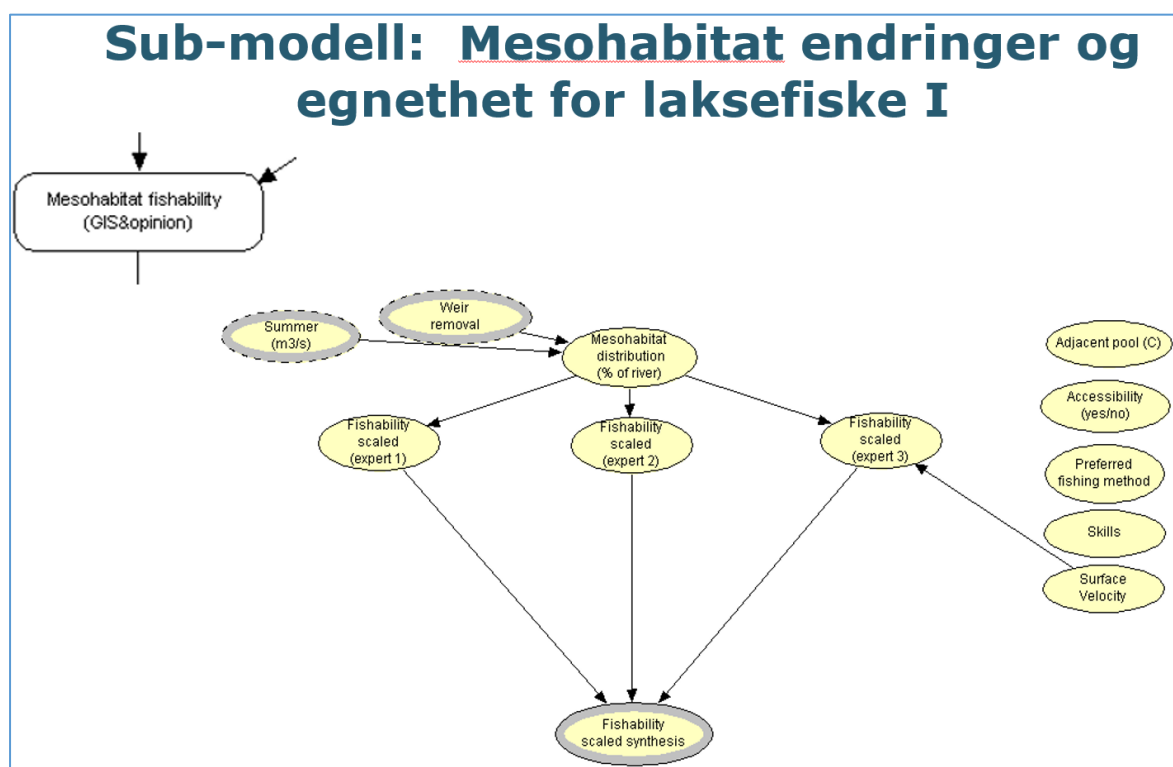 Sub-modell: Mesohabitat endringer og
egnethet for laksefiske I
Mesohabitat fishability
(GIS&opinion)
Weir
removal
Summer
(m3/s)
Mesohabitat
distribution
(% of river)
Adjacent pool (C)
Accessibility
(yes/no)
Fishability
scaled
(expert 1)
Fishability
scaled
(expert 2)
Fishability
scaled
(expert 3)
Preferred
fishing method
Skills
Surface
Velocity
Fishability
scaled synthesis